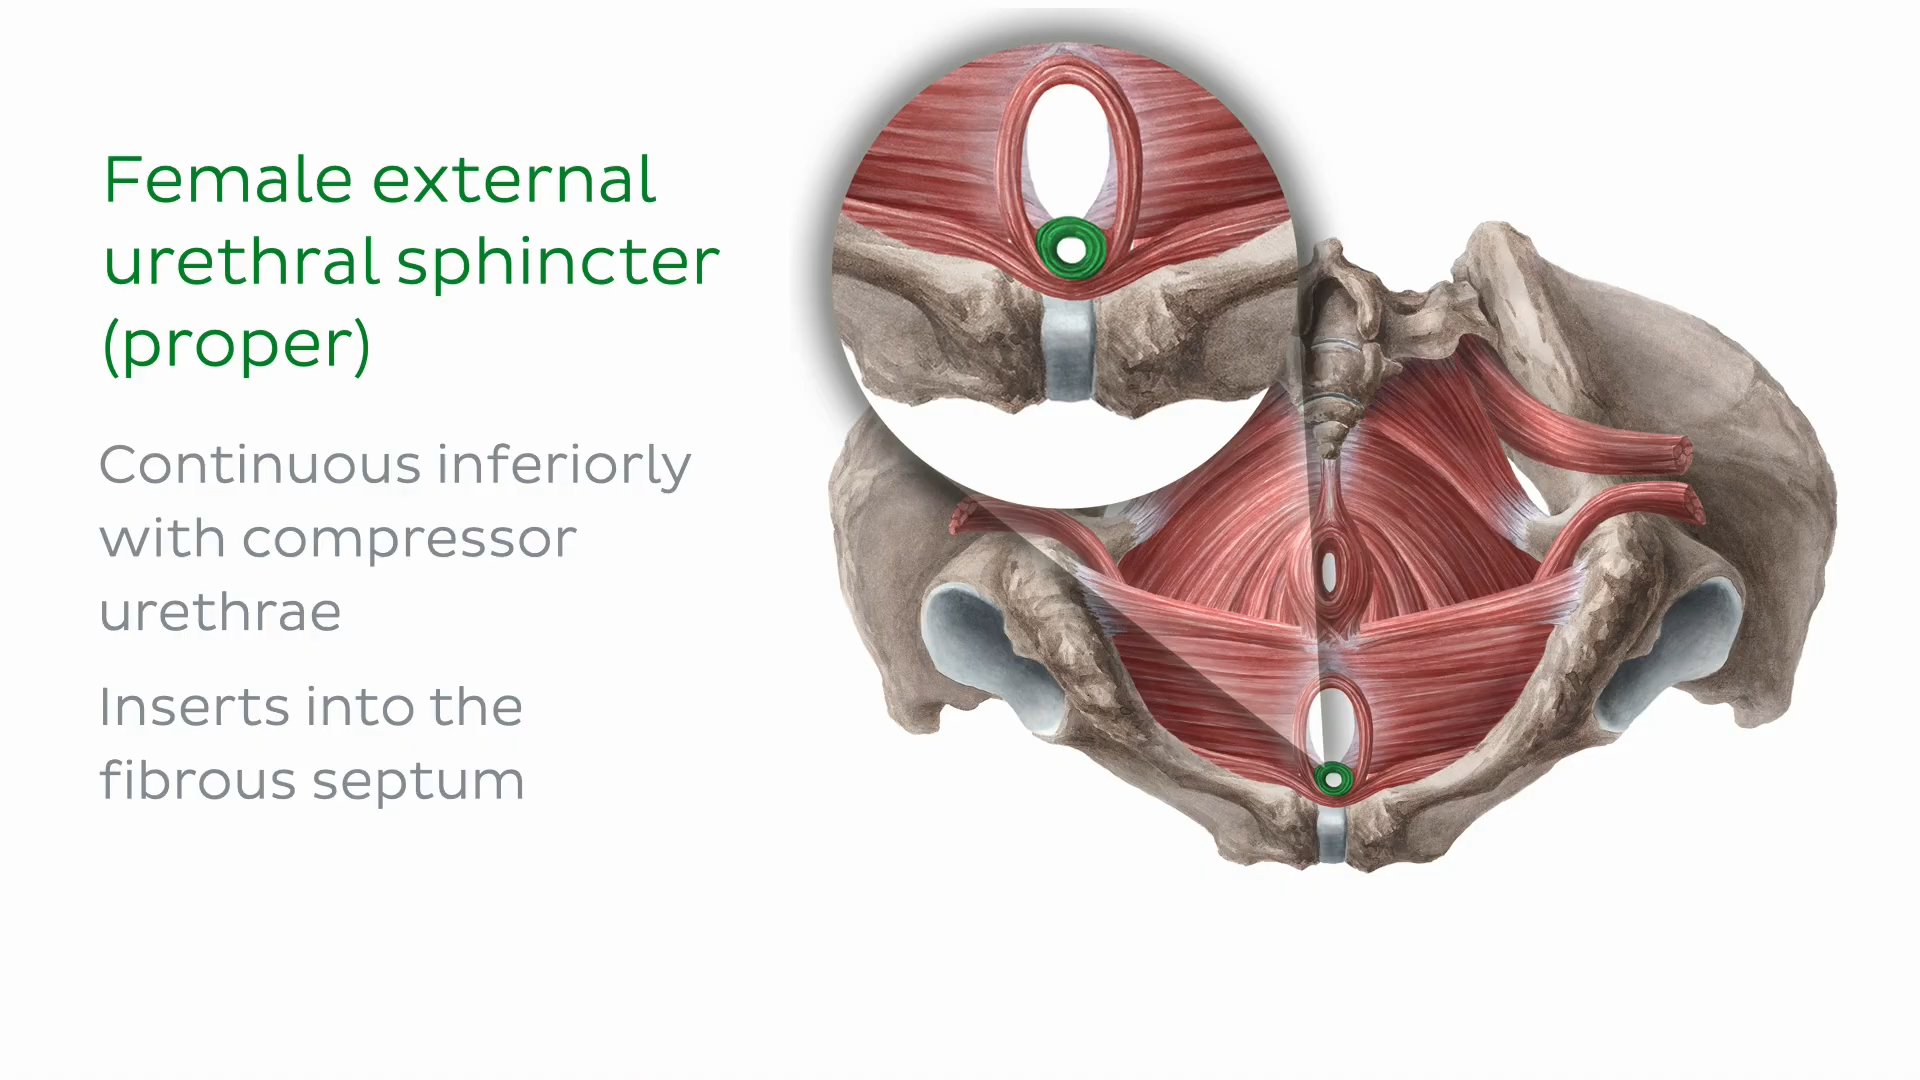 Female external
urethral sphincter
(proper)
Continuous inferiorly
with compressor
urethrae
Inserts into the
fibrous septum